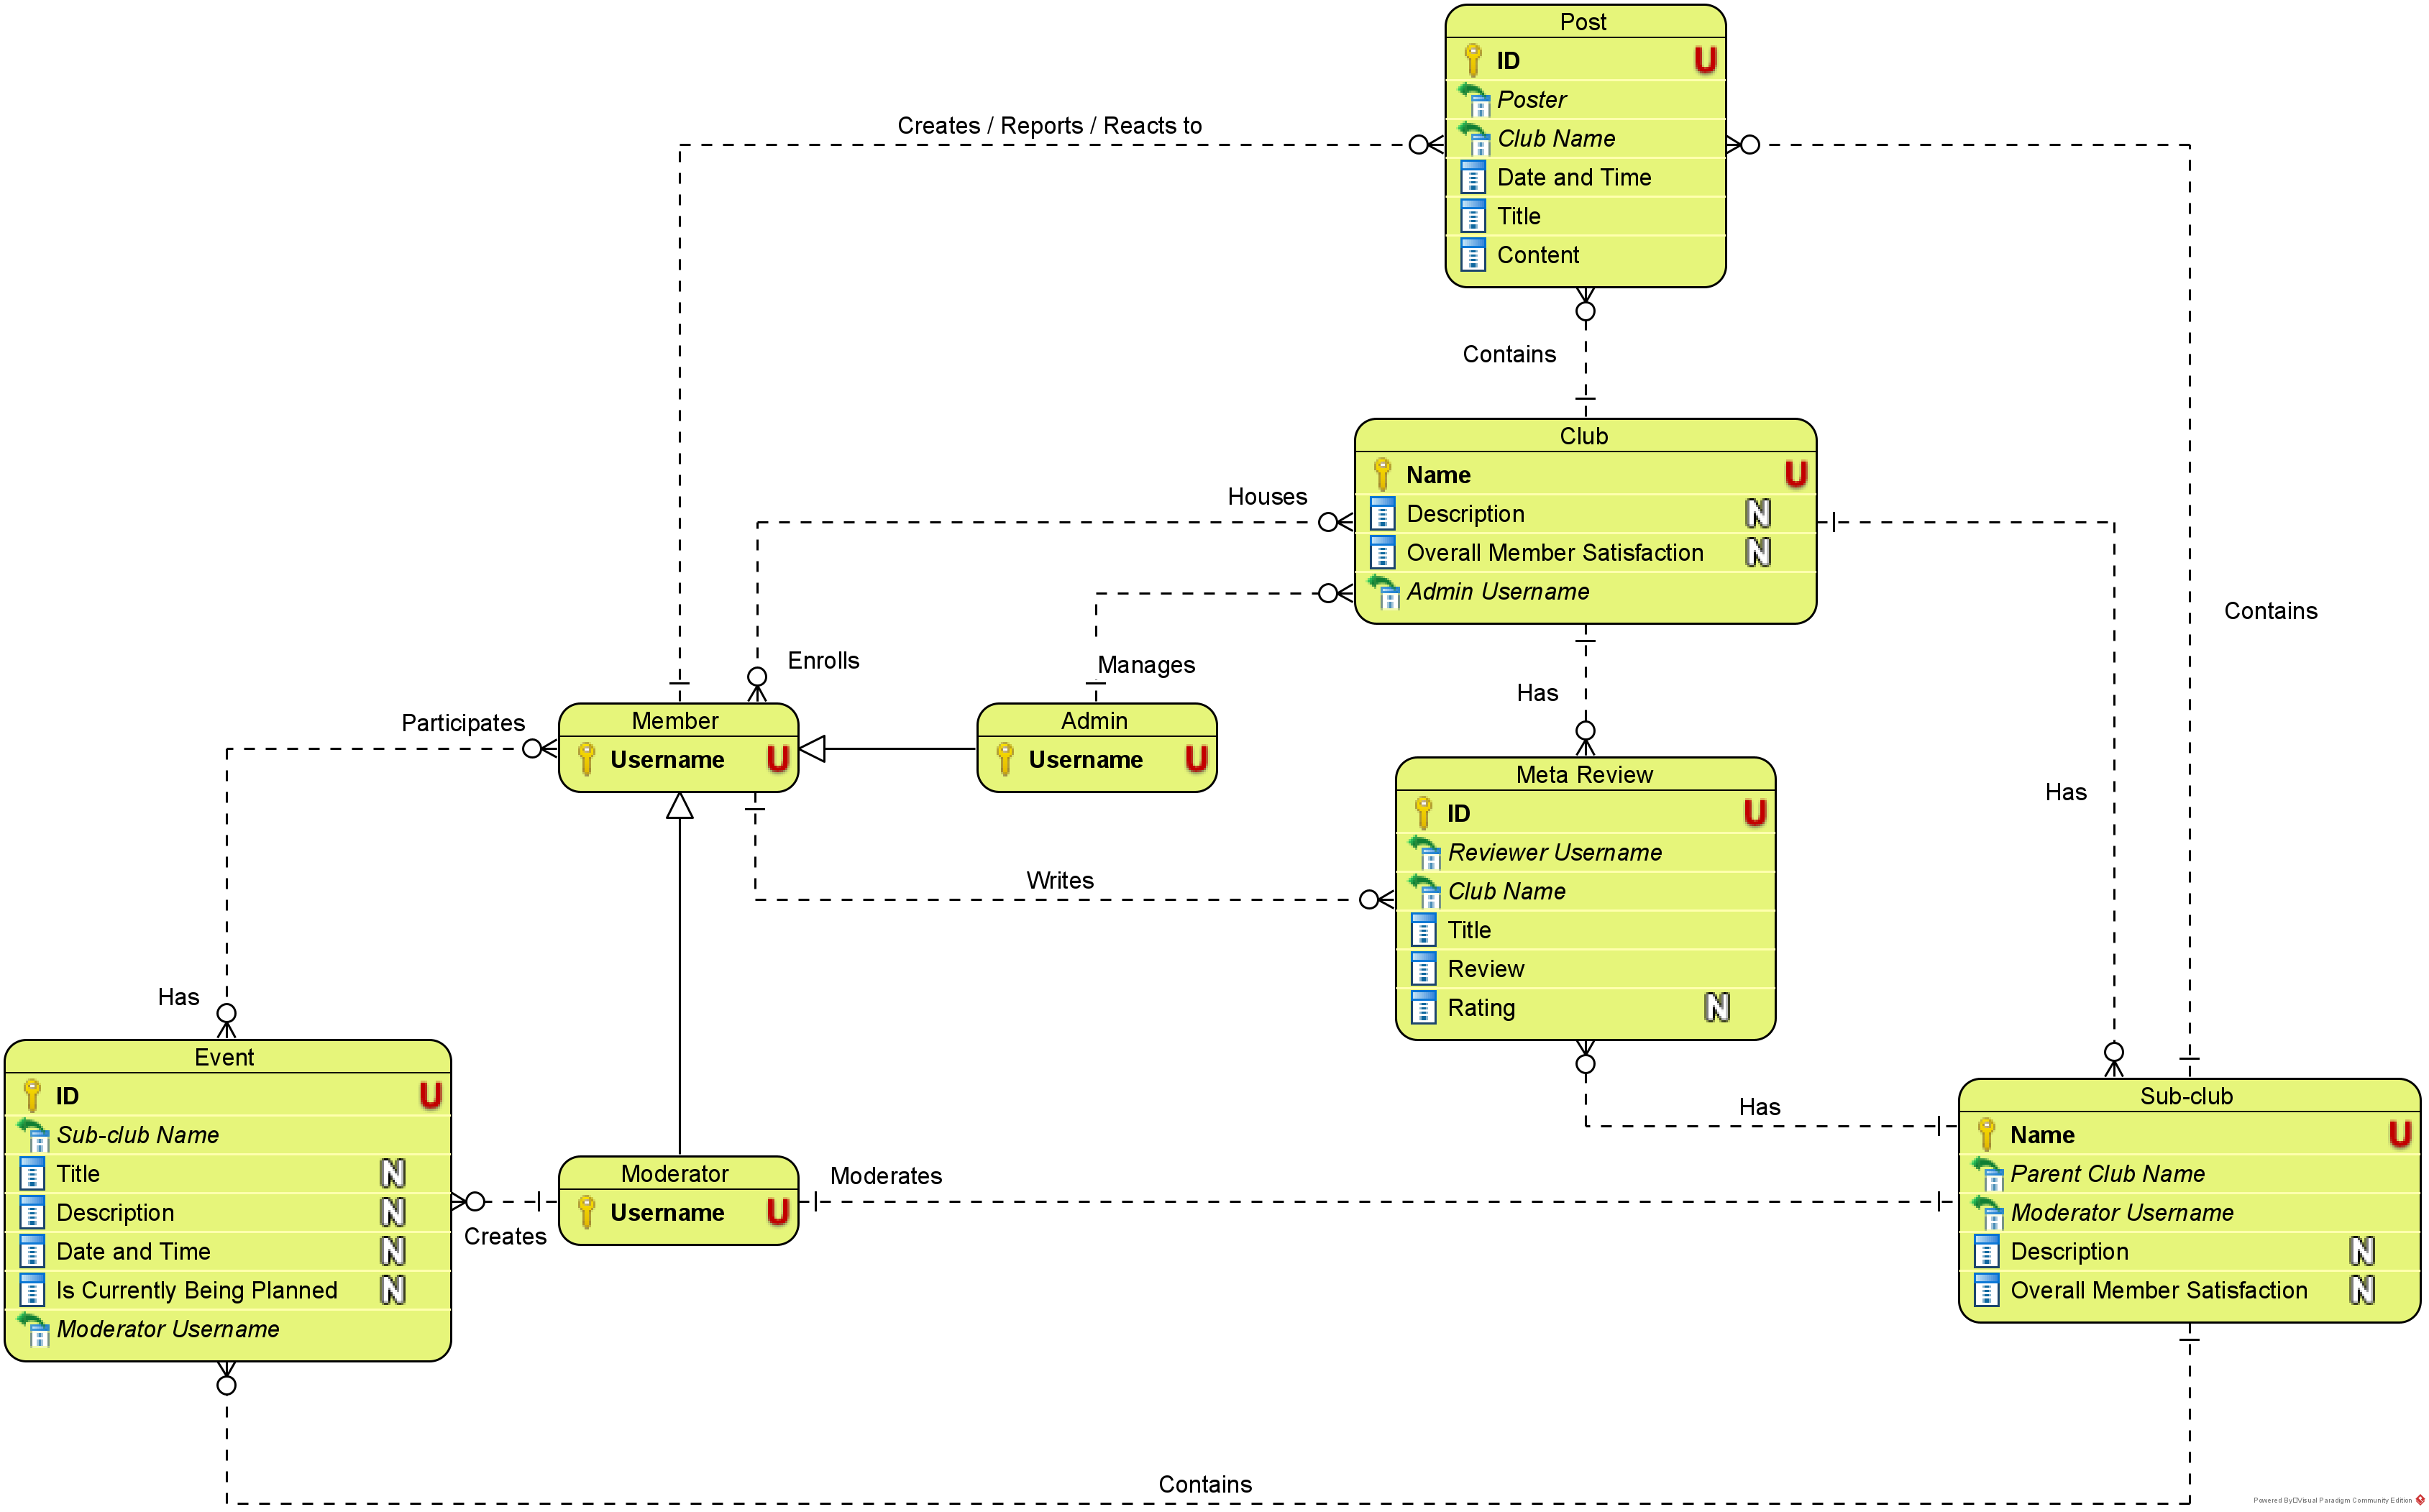 Post
ID U
Poster
Club Name
Date and Time
Title
Content
Creates / Reports / Reacts to
Contains
Club
Name U
Description N
Overall Member Satisfaction N
Admin Username
Houses
Enrolls
Manages
Has
Contains
Has
Participates
Member
Username U
Admin
Username U
Meta Review
ID U
Reviewer Username
Club Name
Title
Review
Rating N
Writes
Has
Event
ID U
Sub-club Name
Title N
Description N
Date and Time N
Is Currently Being Planned N
Moderator Username
Creates
Moderator
Username U
Moderates
Has
Sub-club
Name U
Parent Club Name
Moderator Username
Description N
Overall Member Satisfaction N
Contains
Powered By Visual Paradigm Community Edition